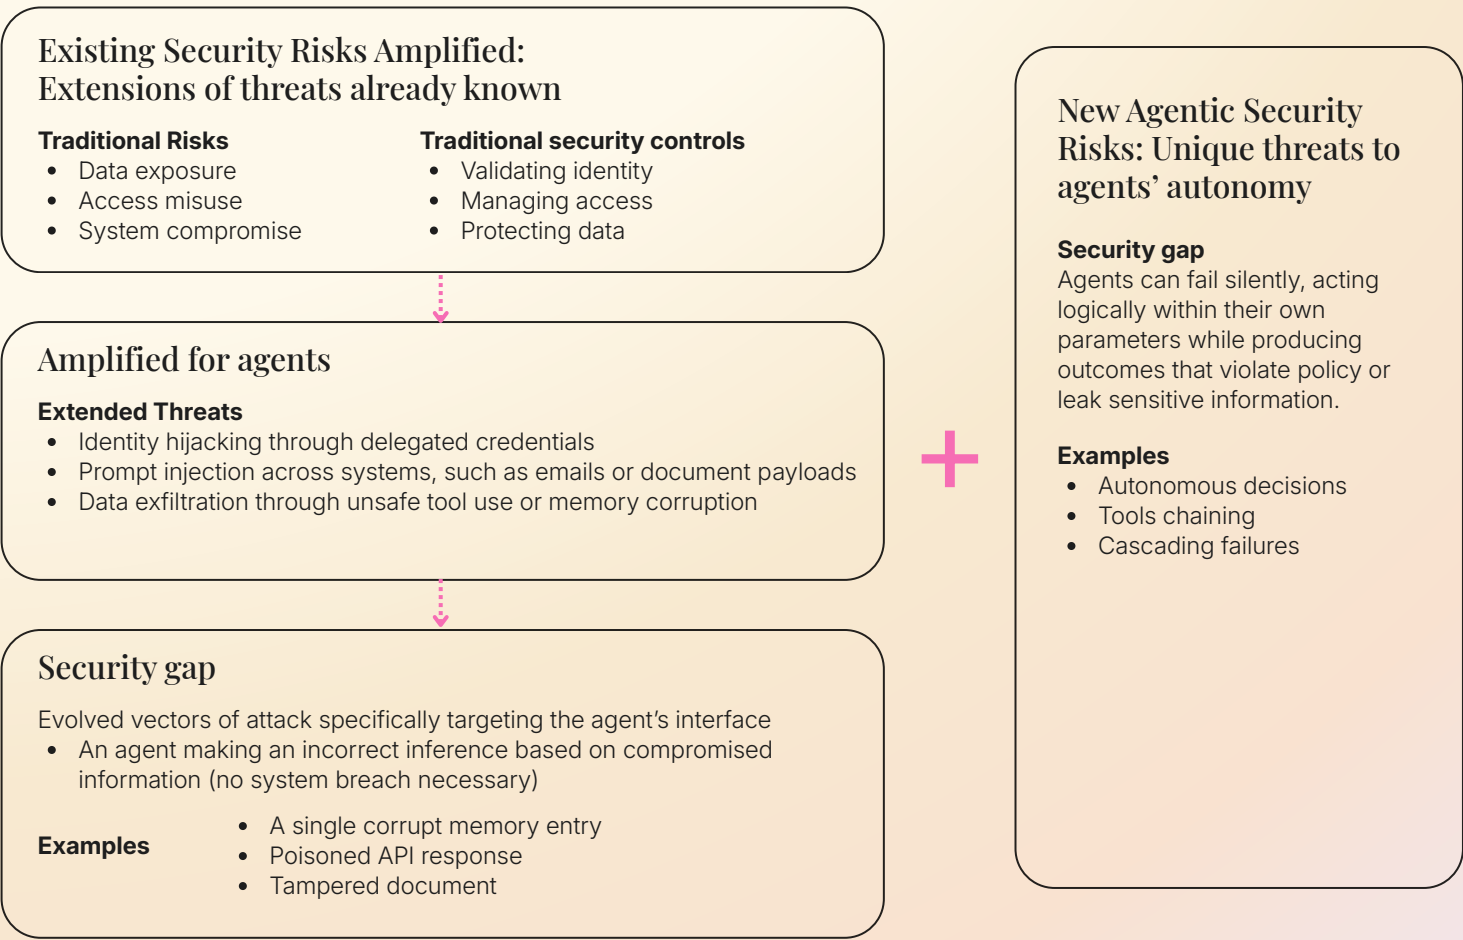 Existing Security Risks Amplified:
Extensions of threats already known
Traditional Risks
• Data exposure
• Access misuse
• System compromise
Traditional security controls
• Validating identity
• Managing access
• Protecting data
Amplified for agents
Extended Threats
• Identity hijacking through delegated credentials
• Prompt injection across systems, such as emails or document payloads
• Data exfiltration through unsafe tool use or memory corruption
Security gap
Evolved vectors of attack specifically targeting the agent’s interface
• An agent making an incorrect inference based on compromised
information (no system breach necessary)
Examples
• A single corrupt memory entry
• Poisoned API response
• Tampered document
+
New Agentic Security
Risks: Unique threats to
agents’ autonomy
Security gap
Agents can fail silently, acting
logically within their own
parameters while producing
outcomes that violate policy or
leak sensitive information.
Examples
• Autonomous decisions
• Tools chaining
• Cascading failures